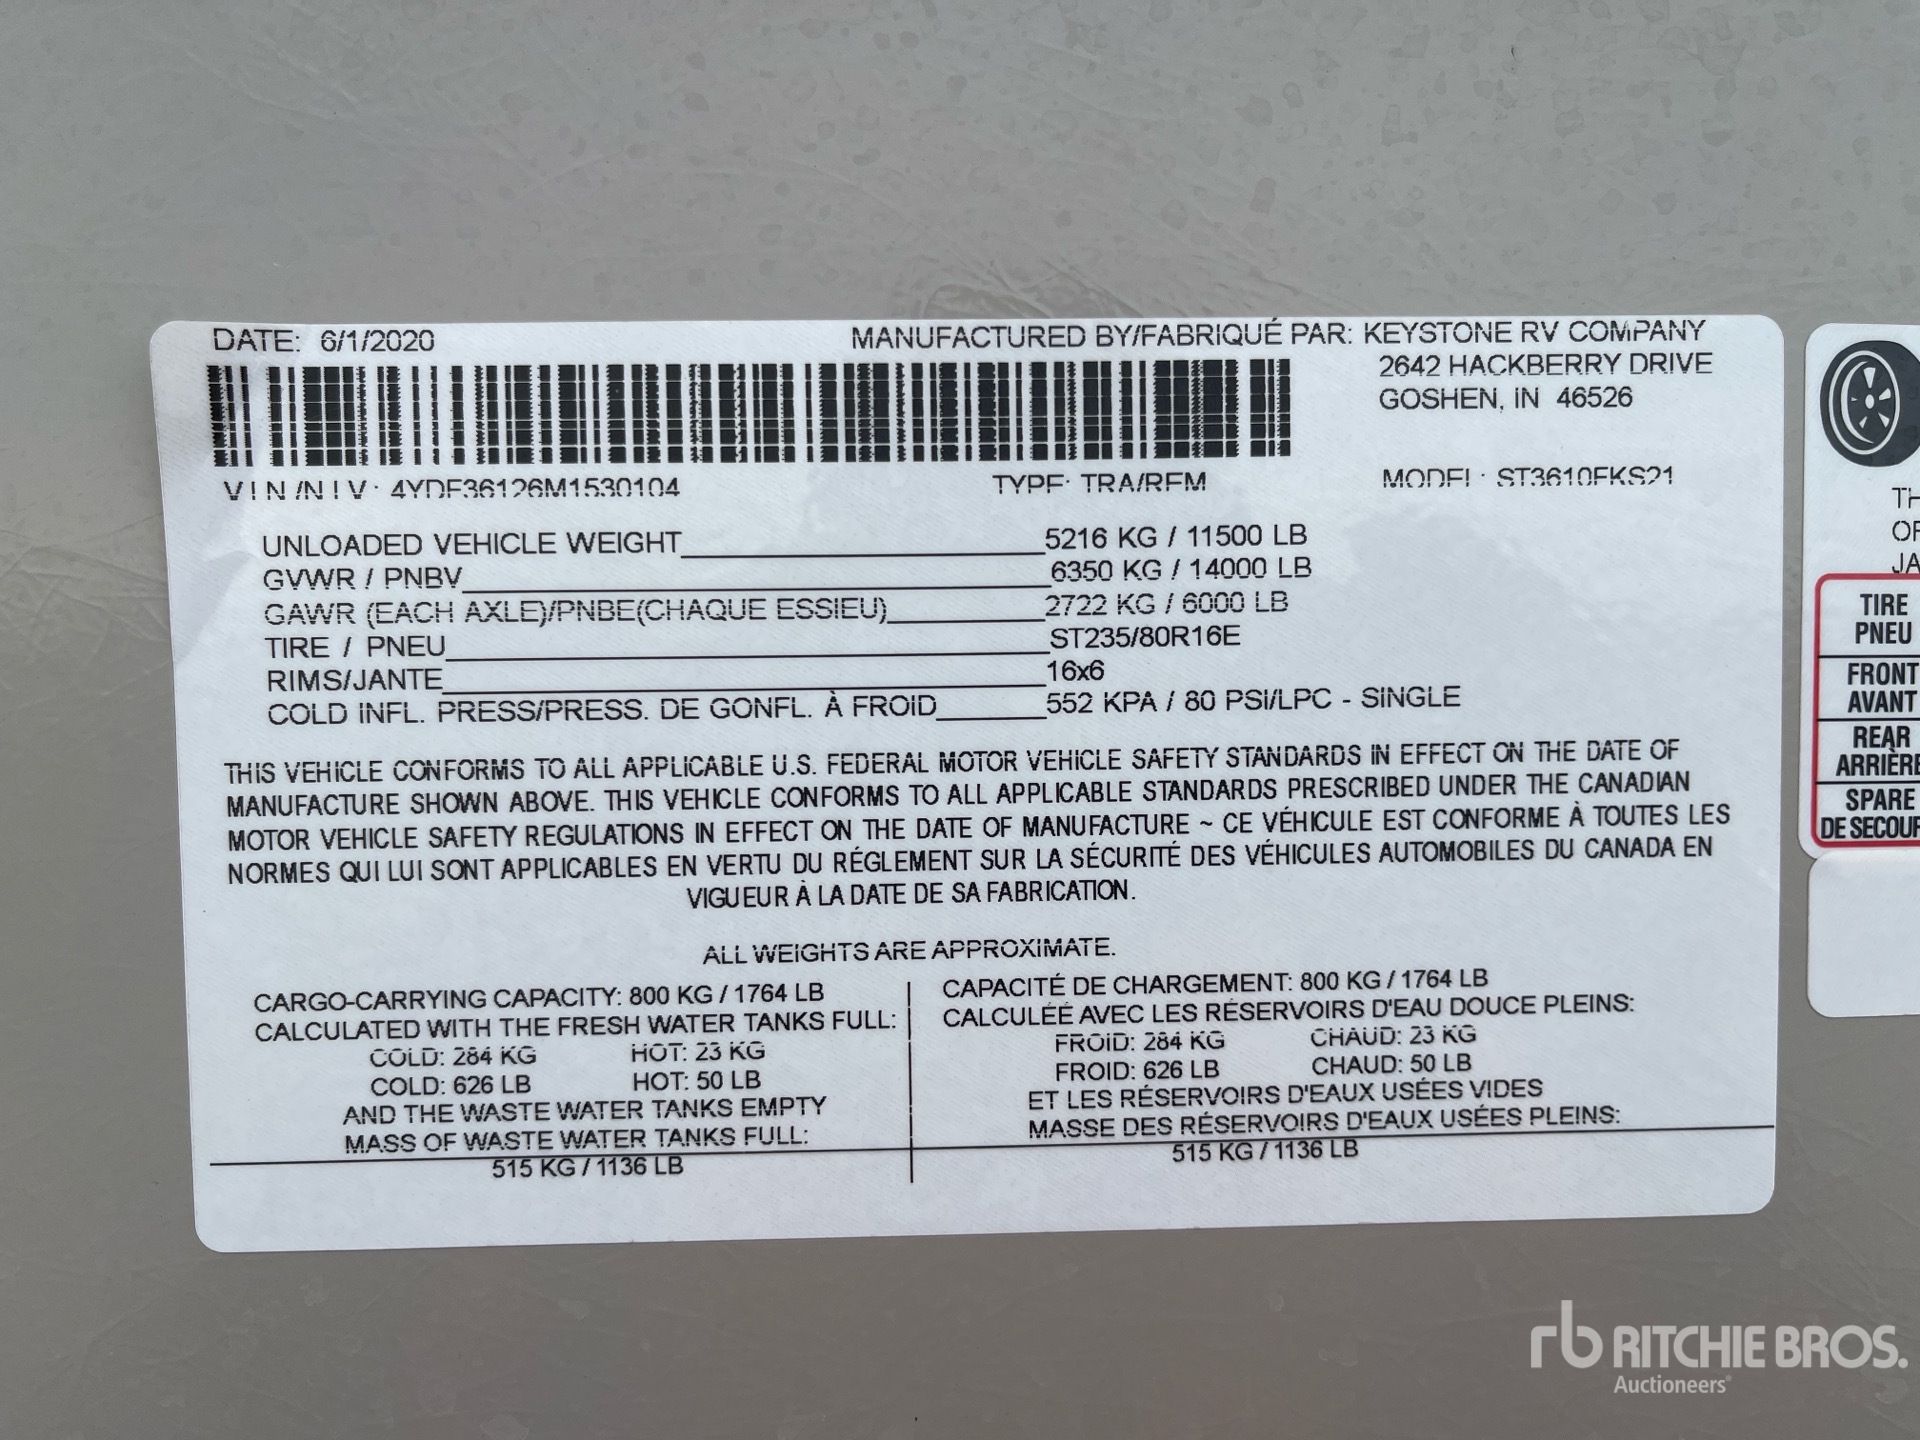 DATE: 6/1/2020
MANUFACTURED BY/FABRIQUÉ PAR: KEYSTONE RV COMPANY
2642 HACKBERRY DRIVE
GOSHEN, IN 46526
VIN/NIV: 4YDF36126M1530104 TYPE: TRA/REM MODEL: ST3610FKS21
UNLOADED VEHICLE WEIGHT 5216 KG / 11500 LB
GVWR / PNBV 6350 KG / 14000 LB
GAWR (EACH AXLE)/PNBE(CHAQUE ESSIEU) 2722 KG / 6000 LB
TIRE / PNEU ST235/80R16E
RIMS/JANTE 16x6
COLD INFL. PRESS/PRESS. DE GONFL. À FROID 552 KPA / 80 PSI/LPC - SINGLE
THIS VEHICLE CONFORMS TO ALL APPLICABLE U.S. FEDERAL MOTOR VEHICLE SAFETY STANDARDS IN EFFECT ON THE DATE OF
MANUFACTURE SHOWN ABOVE. THIS VEHICLE CONFORMS TO ALL APPLICABLE STANDARDS PRESCRIBED UNDER THE CANADIAN
MOTOR VEHICLE SAFETY REGULATIONS IN EFFECT ON THE DATE OF MANUFACTURE ~ CE VÉHICULE EST CONFORME À TOUTES LES
NORMES QUI LUI SONT APPLICABLES EN VERTU DU RÉGLEMENT SUR LA SÉCURITÉ DES VÉHICULES AUTOMOBILES DU CANADA EN
VIGUEUR À LA DATE DE SA FABRICATION.
ALL WEIGHTS ARE APPROXIMATE.
CARGO-CARRYING CAPACITY: 800 KG / 1764 LB
CALCULATED WITH THE FRESH WATER TANKS FULL:
COLD: 284 KG HOT: 23 KG
COLD: 626 LB HOT: 50 LB
AND THE WASTE WATER TANKS EMPTY
MASS OF WASTE WATER TANKS FULL:
515 KG / 1136 LB
CAPACITÉ DE CHARGEMENT: 800 KG / 1764 LB
CALCULÉÉ AVEC LES RÉSERVOIRS D'EAU DOUCE PLEINS:
FROID: 284 KG CHAUD: 23 KG
FROID: 626 LB CHAUD: 50 LB
ET LES RÉSERVOIRS D'EAUX USÉES VIDES
MASSE DES RÉSERVOIRS D'EAUX USÉES PLEINS:
515 KG / 1136 LB
TIRE
PNEU
FRONT
AVANT
REAR
ARRIÈRE
SPARE
DE SECOUR
rb RITCHIE BROS.
Auctioneers